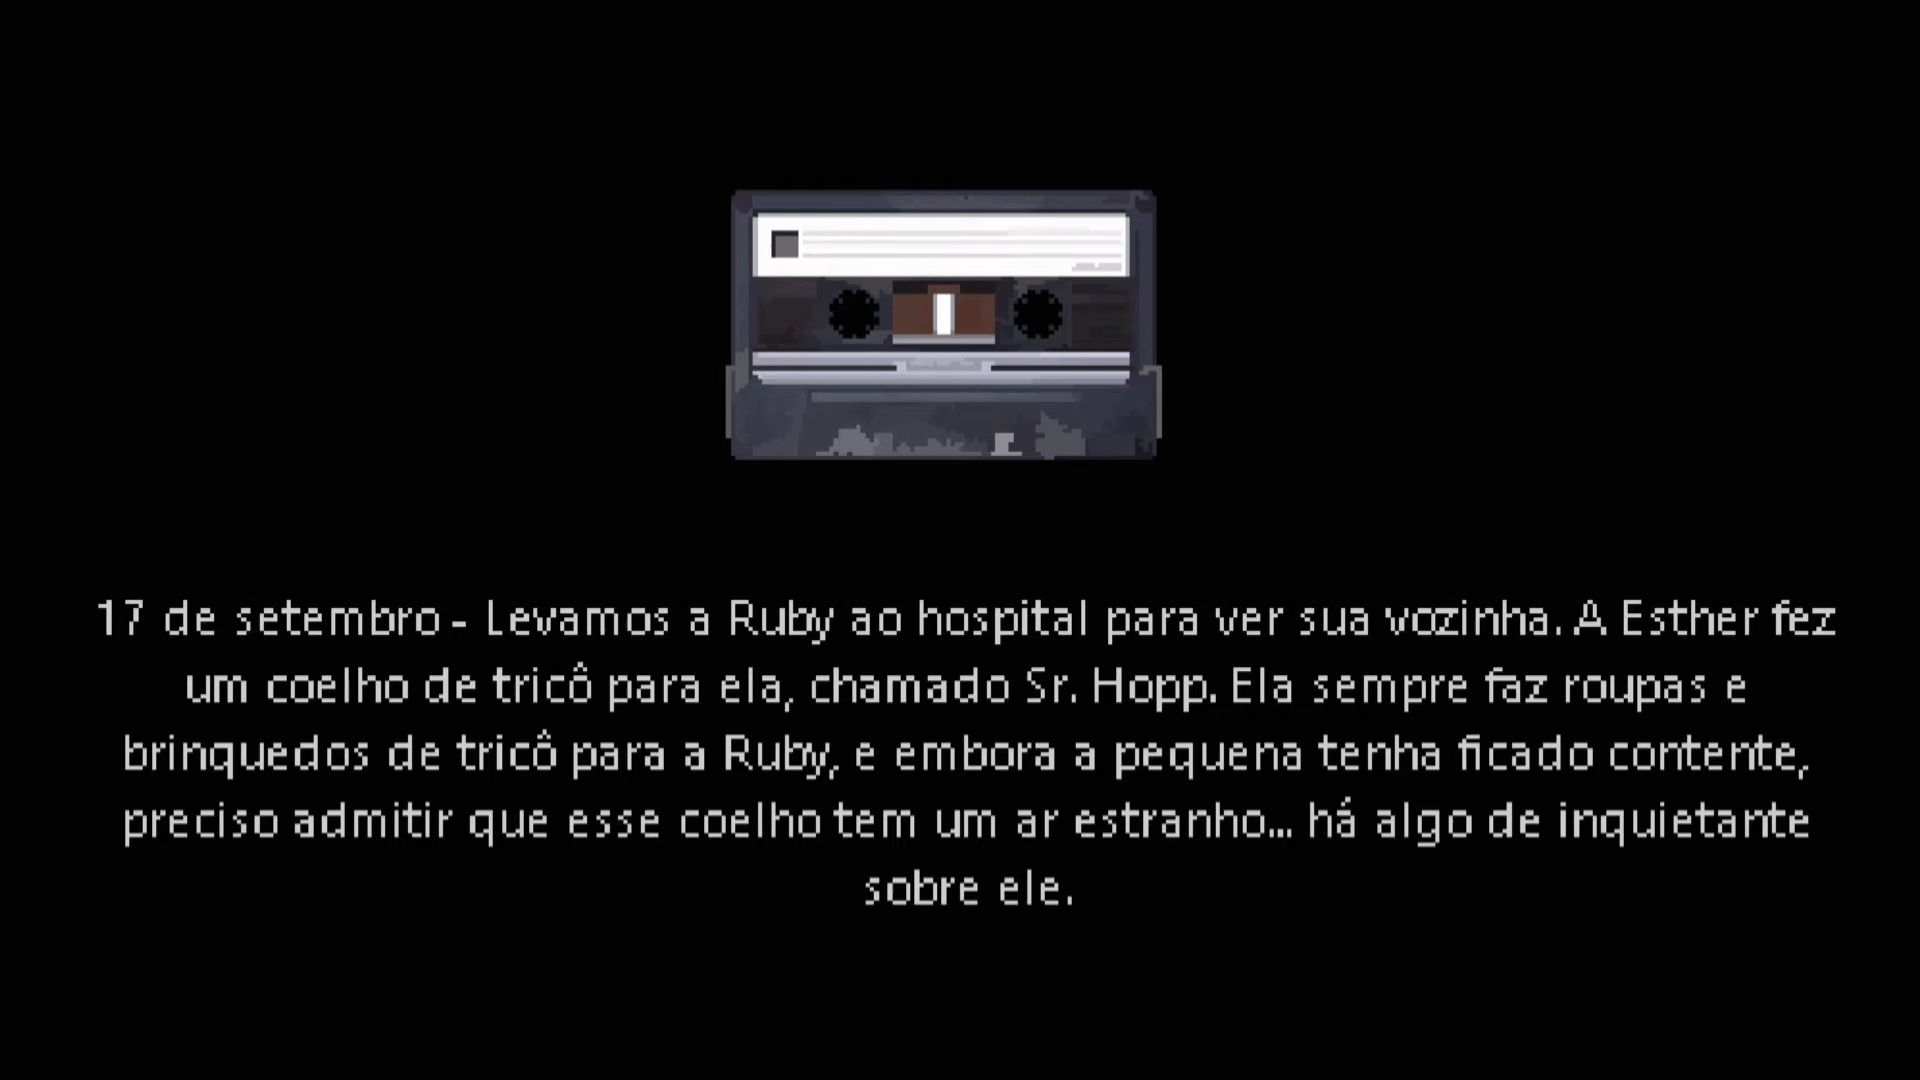 17 de setembro - Levamos a Ruby ao hospital para ver sua vozinha. A Esther fez
um coelho de tricô para ela, chamado Sr. Hopp. Ela sempre faz roupas e
brinquedos de tricô para a Ruby, e embora a pequena tenha ficado contente,
preciso admitir que esse coelho tem um ar estranho... há algo de inquietante
sobre ele.